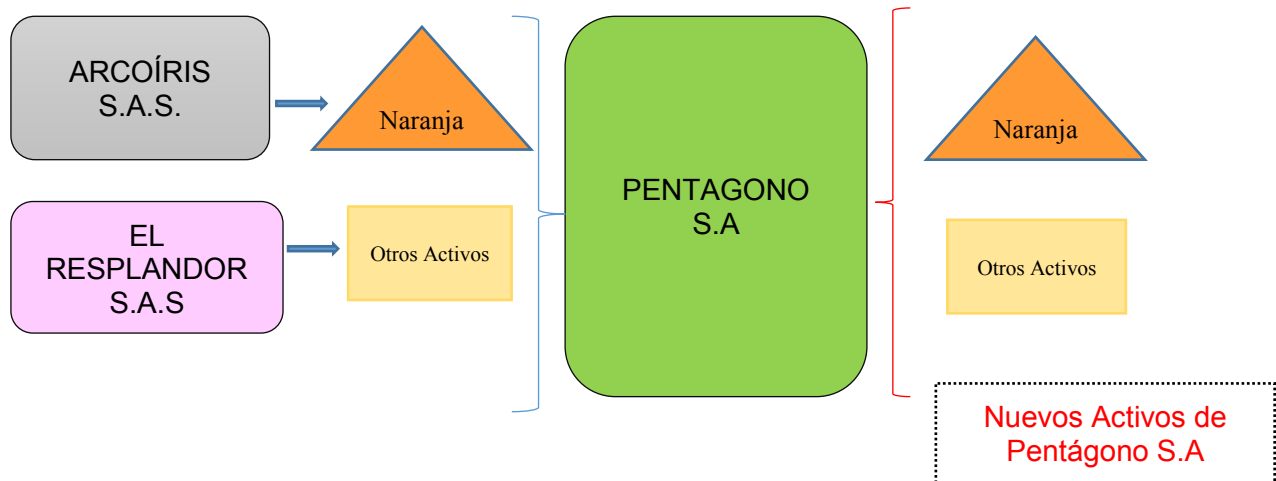 ARCOÍRIS
S.A.S.
Naranja
EL
RESPLANDOR
S.A.S
Otros Activos
PENTAGONO
S.A
Naranja
Otros Activos
Nuevos Activos de
Pentágono S.A